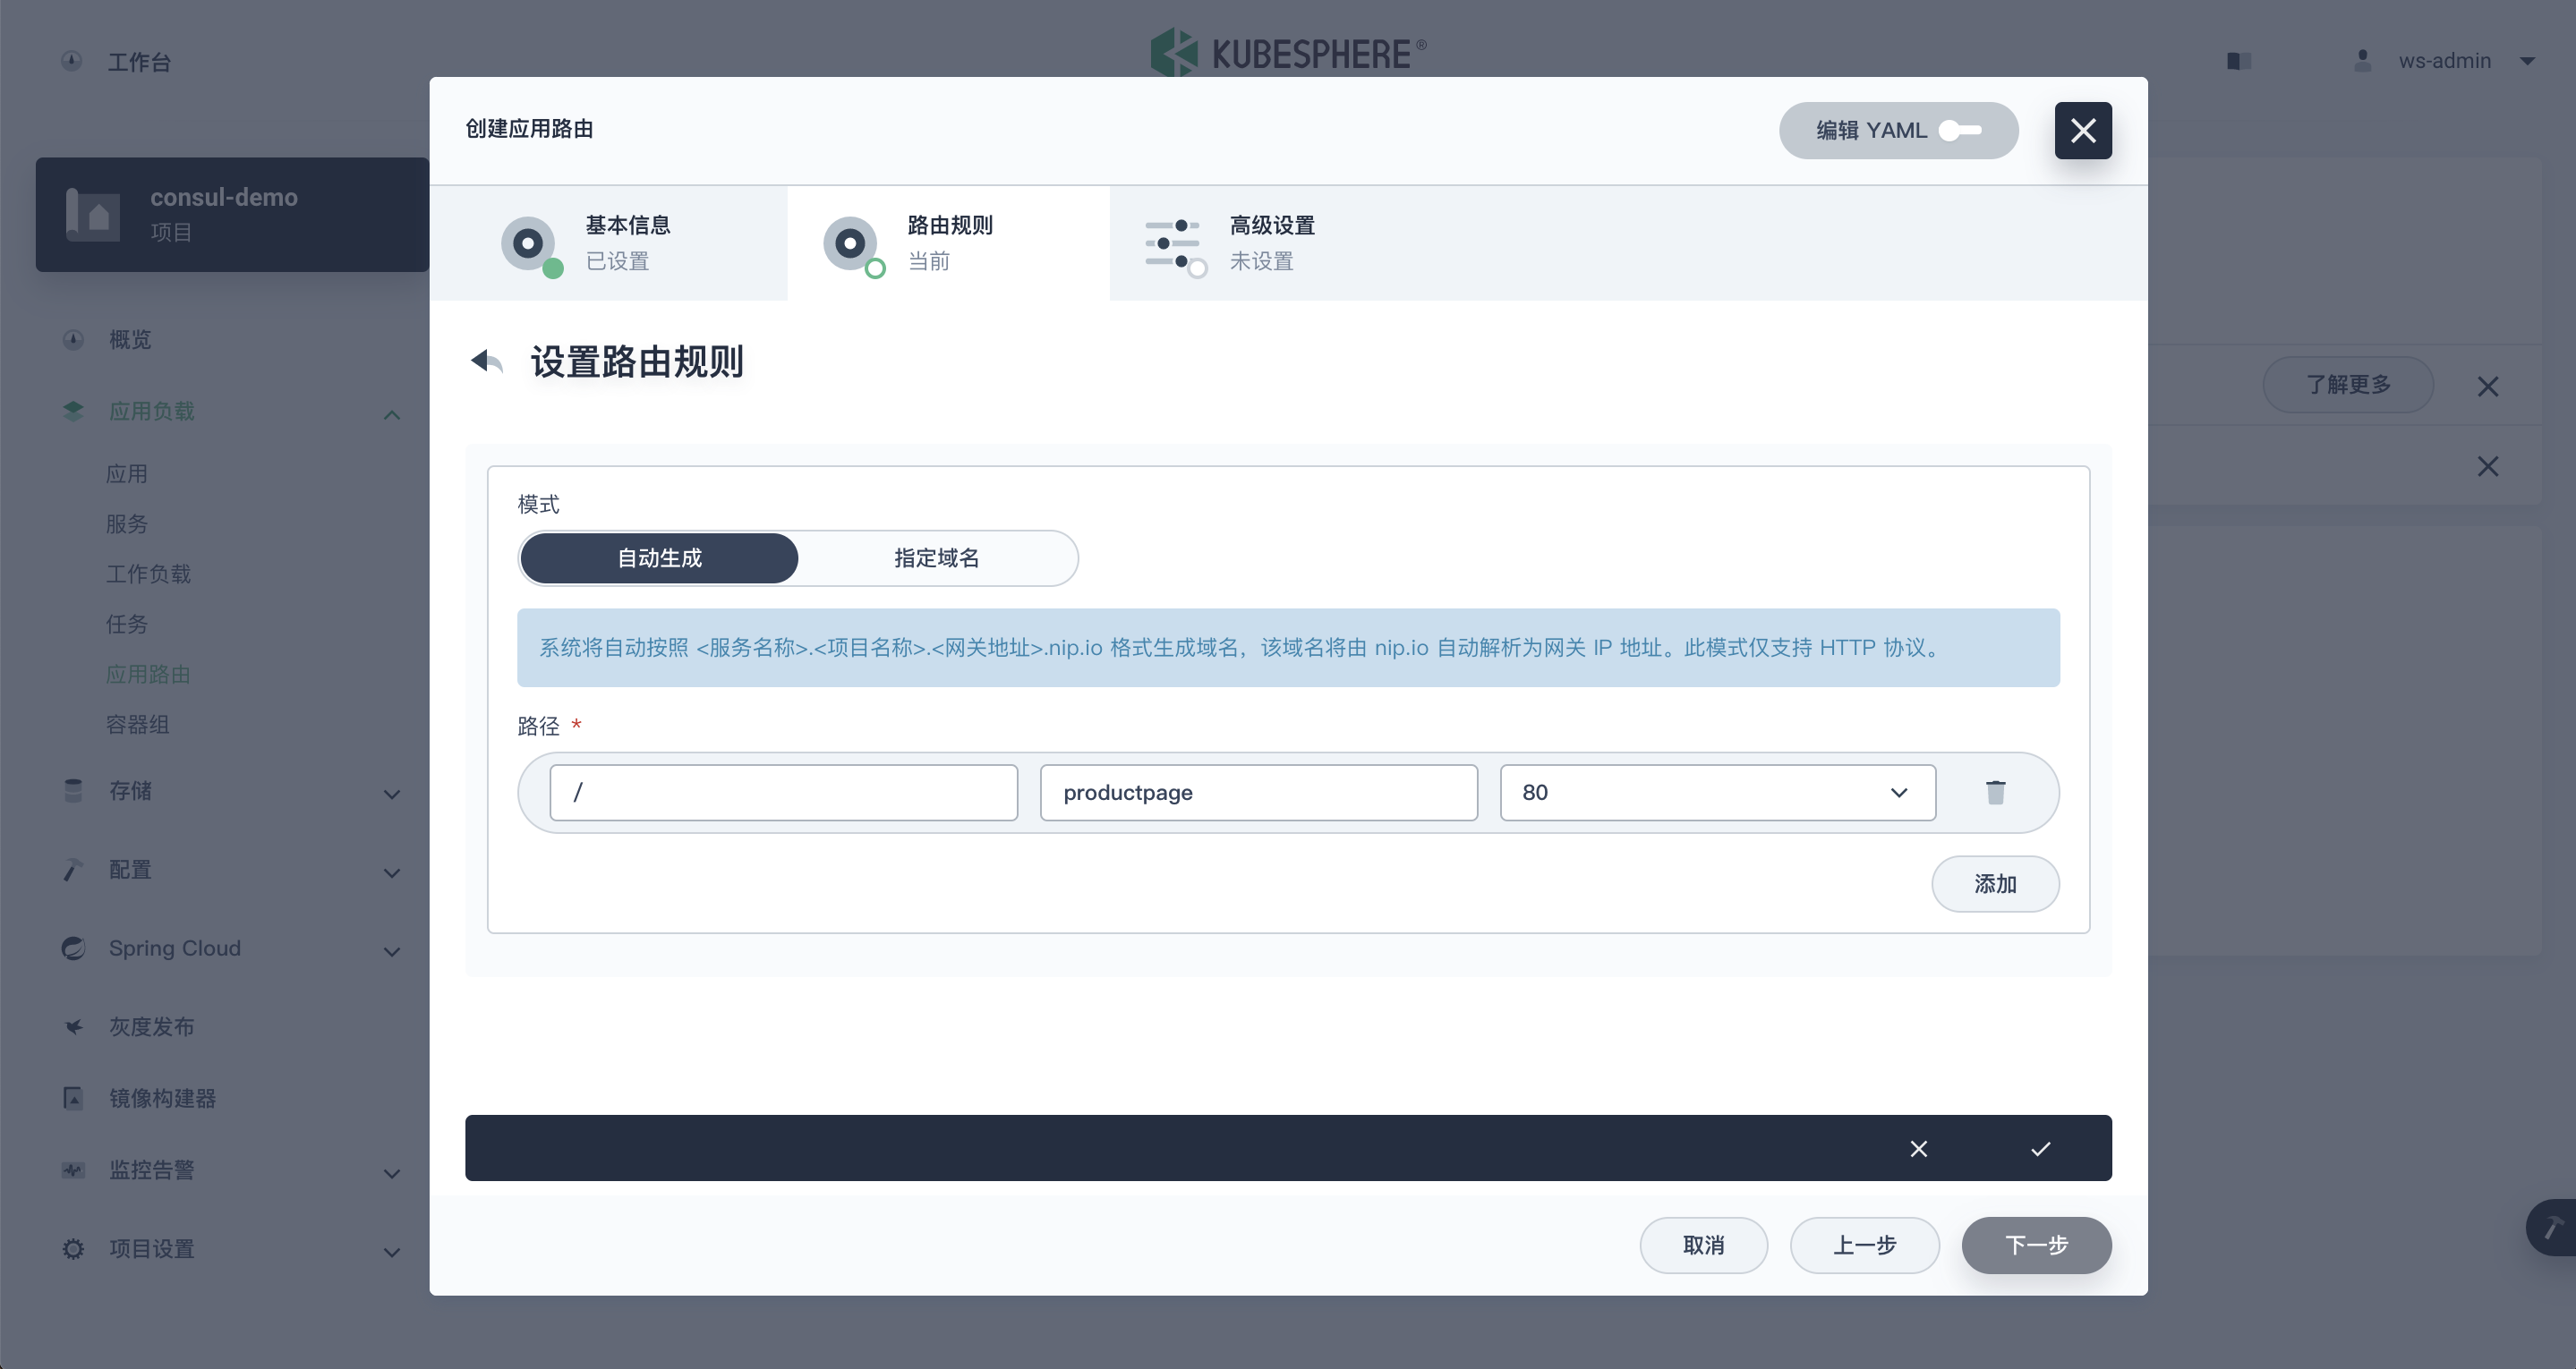 工作台
KUBESPHERE®
ws-admin
consul-demo
项目
概览
应用负载
应用
服务
工作负载
任务
应用路由
容器组
存储
配置
Spring Cloud
灰度发布
镜像构建器
监控告警
项目设置
创建应用路由
编辑 YAML
基本信息
已设置
路由规则
当前
高级设置
未设置
设置路由规则
了解更多
模式
自动生成
指定域名
系统将自动按照 <服务名称>.<项目名称>.<网关地址>.nip.io 格式生成域名，该域名将由 nip.io 自动解析为网关 IP 地址。此模式仅支持 HTTP 协议。
路径 *
/
productpage
80
添加
取消
上一步
下一步